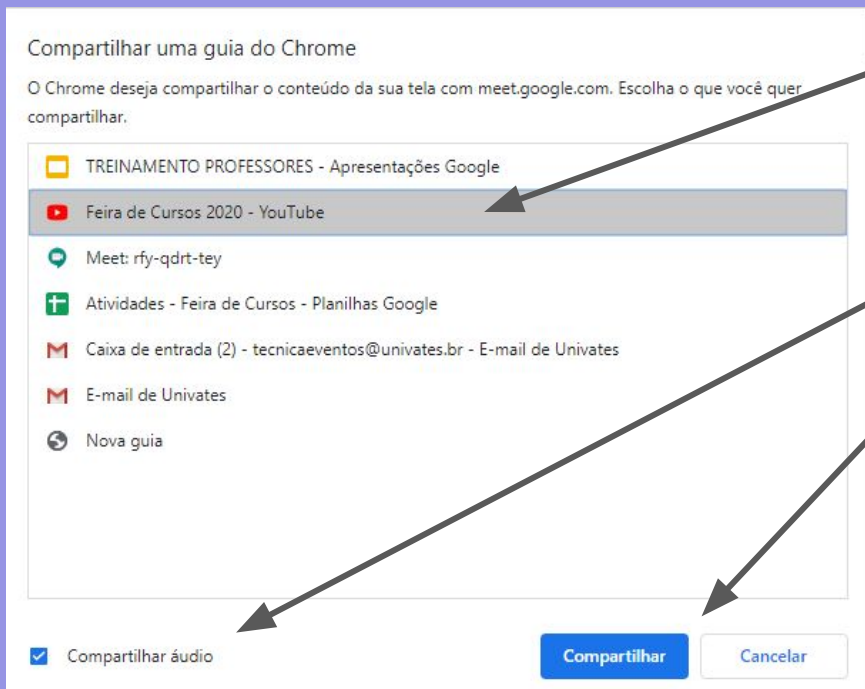 Compartilhar uma guia do Chrome
O Chrome deseja compartilhar o conteúdo da sua tela com meet.google.com. Escolha o que você quer
compartilhar.
TREINAMENTO PROFESSORES - Apresentações Google
Feira de Cursos 2020 - YouTube
Meet: rfy-qdrt-tey
Atividades - Feira de Cursos - Planilhas Google
Caixa de entrada (2) - tecnicaeventos@univates.br - E-mail de Univates
E-mail de Univates
Nova guia
Compartilhar áudio
Compartilhar
Cancelar